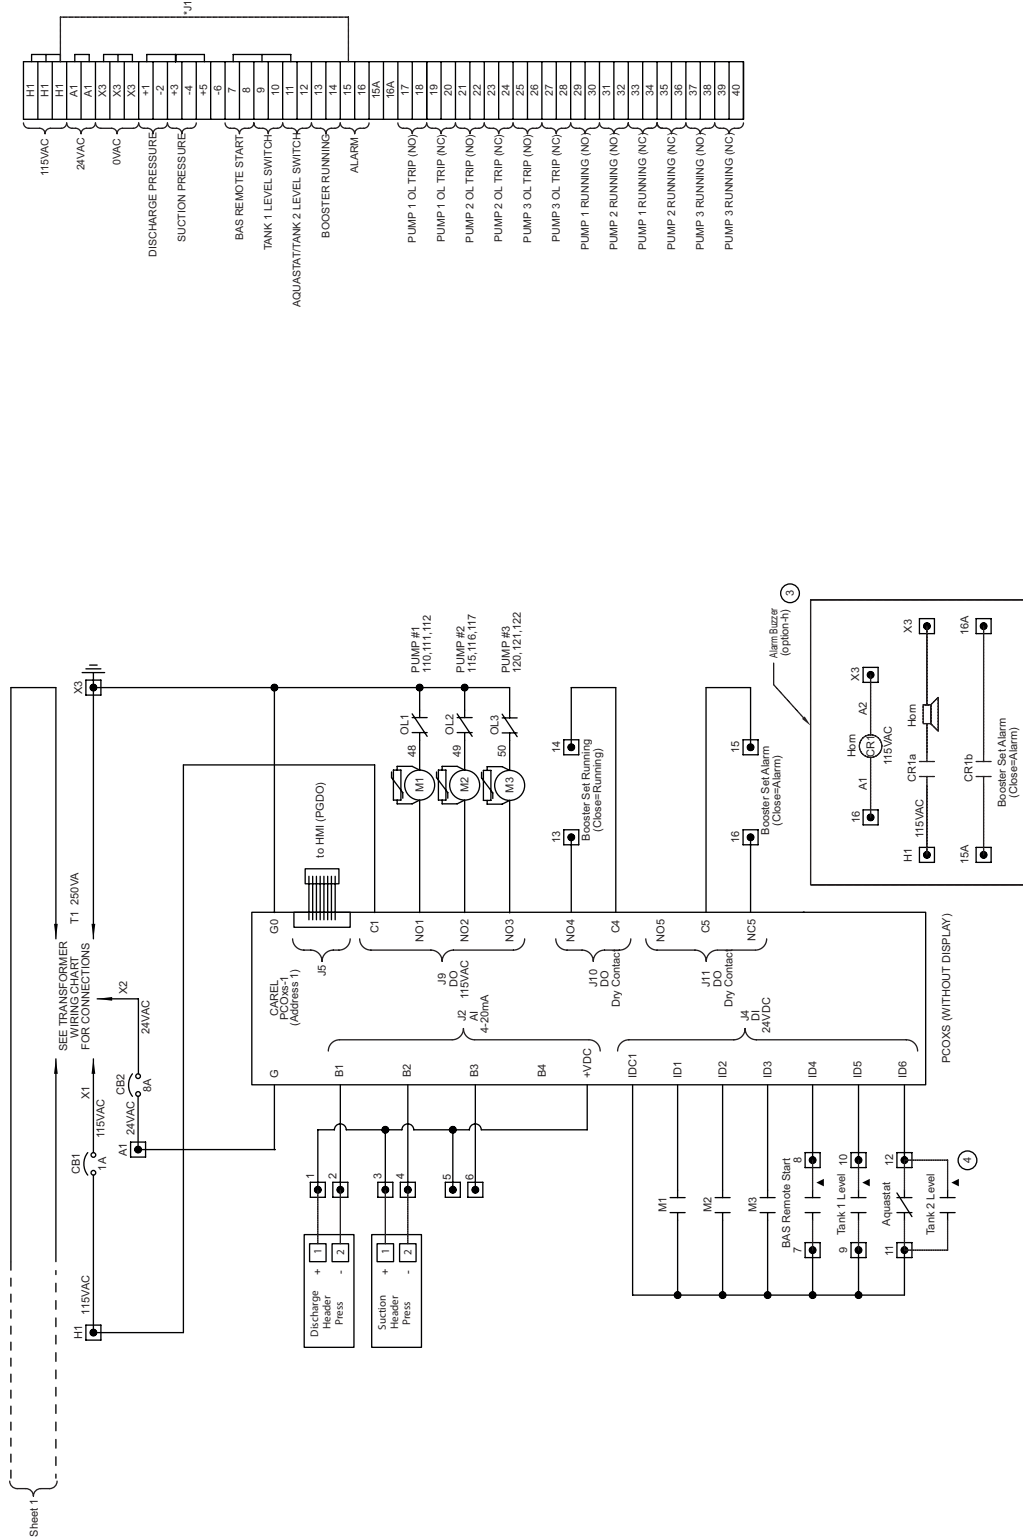 Sheet 1
SEE TRANSFORMER
WIRING CHART
FOR CONNECTIONS
H1
115VAC
CB1
1A
115VAC
X1
T1 250VA
X3
A1
24VAC
CB2
8A
24VAC
X2
CAREL
PCOxs-1
(Address 1)
G
G0
J5
to HMI (PGDO)
B1
B2
B3
B4
+VDC
J2
AI
4-20mA
C1
NO1
NO2
NO3
J9
DO
115VAC
M1
48
OL1
PUMP #1
110,111,112
M2
49
OL2
PUMP #2
115,116,117
M3
50
OL3
PUMP #3
120,121,122
Discharge
Header
Press
+
-
1
2
1
2
Suction
Header
Press
+
-
1
2
3
4
5
6
IDC1
ID1
ID2
ID3
ID4
ID5
ID6
J4
DI
24VDC
NO4
C4
J10
DO
Dry Contact
13
14
Booster Set Running
(Close=Running)
NO5
C5
NC5
J11
DO
Dry Contact
16
15
Booster Set Alarm
(Close=Alarm)
M1
M2
M3
7
BAS Remote Start
8
9
Tank 1 Level
10
11
Aquastat
12
Tank 2 Level
4
PCOXS (WITHOUT DISPLAY)
Alarm Buzzer
(option-h)
3
16
A1
Horn
CR1
115VAC
A2
X3
H1
115VAC
CR1a
Horn
X3
15A
CR1b
16A
Booster Set Alarm
(Close=Alarm)
*J1
H1
H1
H1
A1
A1
X3
X3
X3
+1
-2
+3
-4
+5
-6
7
8
9
10
11
12
13
14
15
16
15A
16A
17
18
19
20
21
22
23
24
25
26
27
28
29
30
31
32
33
34
35
36
37
38
39
40
115VAC
24VAC
0VAC
DISCHARGE PRESSURE
SUCTION PRESSURE
BAS REMOTE START
TANK 1 LEVEL SWITCH
AQUASTAT/TANK 2 LEVEL SWITCH
BOOSTER RUNNING
ALARM
PUMP 1 OL TRIP (NO)
PUMP 1 OL TRIP (NC)
PUMP 2 OL TRIP (NO)
PUMP 2 OL TRIP (NC)
PUMP 3 OL TRIP (NO)
PUMP 3 OL TRIP (NC)
PUMP 1 RUNNING (NO)
PUMP 2 RUNNING (NO)
PUMP 1 RUNNING (NC)
PUMP 2 RUNNING (NC)
PUMP 3 RUNNING (NO)
PUMP 3 RUNNING (NC)